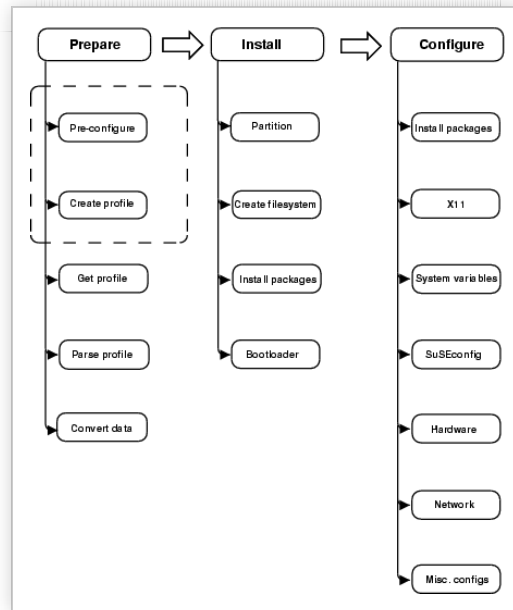 Prepare
Install
Configure
Pre-configure
Create profile
Get profile
Parse profile
Convert data
Partition
Create filesystem
Install packages
Bootloader
Install packages
X11
System variables
SuSEconfig
Hardware
Network
Misc. configs